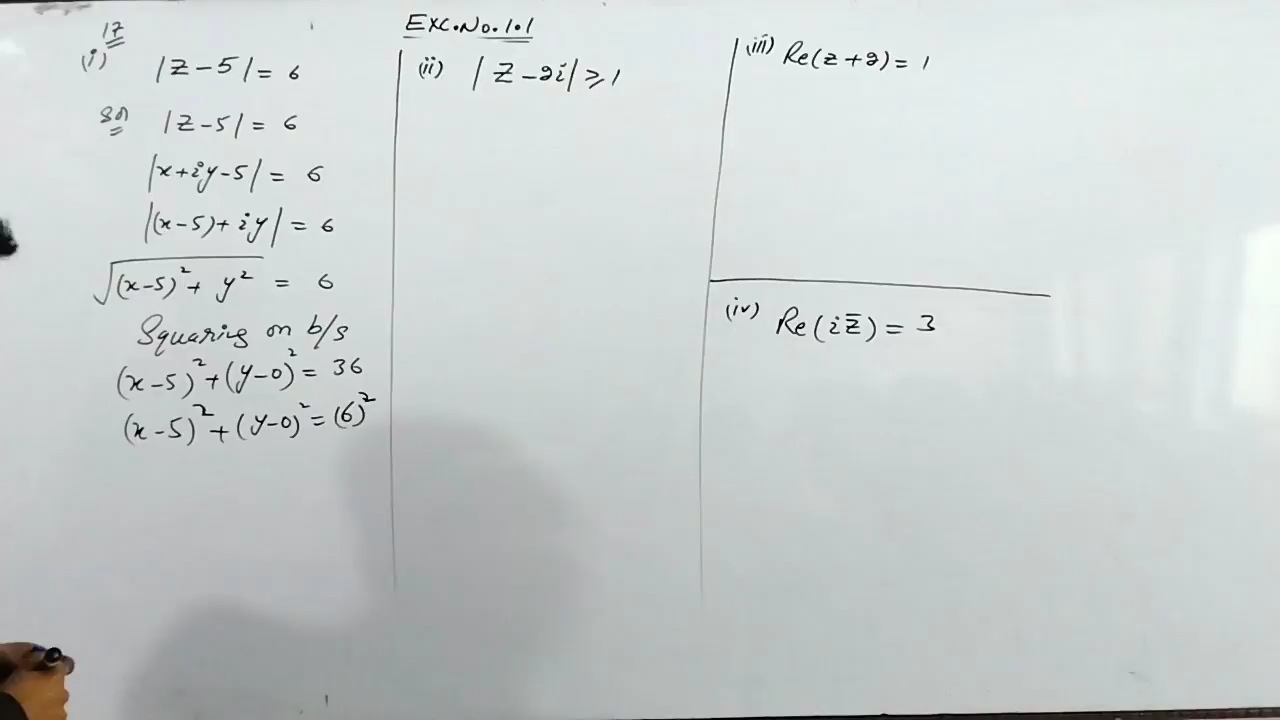 Exc.No.1.1
17
(i) |Z-5| = 6
Sol |Z-5| = 6
|x+iy-5| = 6
|(x-5)+iy| = 6
√(x-5)²+ y² = 6
Squaring on b/s
(x-5)²+(y-0)² = 36
(x-5)²+(y-0)² = (6)²
(ii) |Z-2i| ⩾ 1
(iii) Re(z+2) = 1
(iv) Re(iz̅) = 3